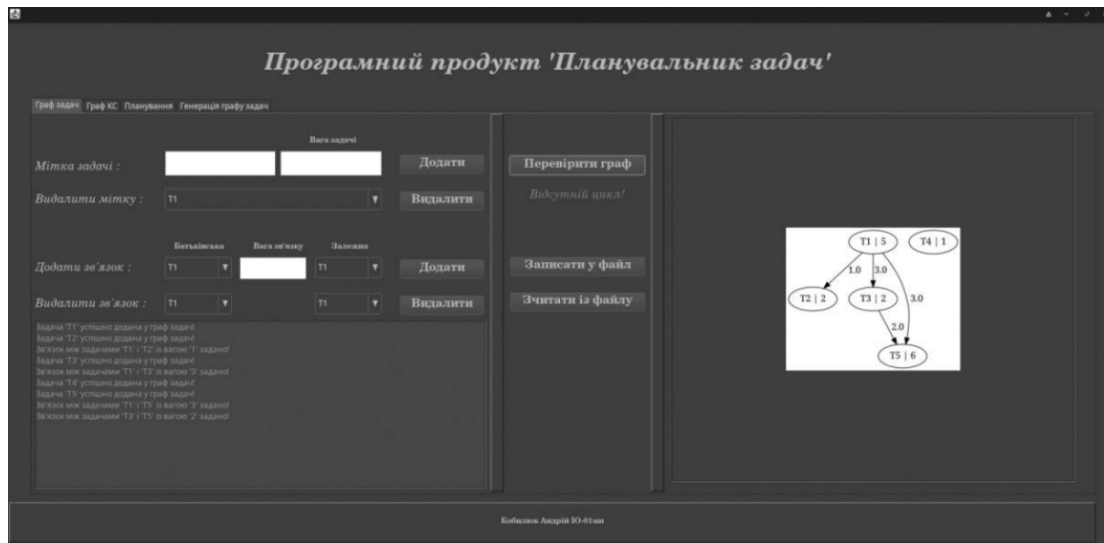 Програмний продукт 'Планувальник задач'
Граф задач Граф КС Планування Генерація графу задач
Вага задачі
Мітка задачі : Додати
Видалити мітку : T1 Видалити
Батьківська Вага зв'язку Залежна
Додати зв'язок : T1 T1 Додати
Видалити зв'язок : T1 T1 Видалити
Задача 'T1' успішно додана у граф задач!
Задача 'T2' успішно додана у граф задач!
Зв'язок між задачами 'T1' і 'T2' із вагою '1' задано!
Задача 'T3' успішно додана у граф задач!
Зв'язок між задачами 'T1' і 'T3' із вагою '3' задано!
Задача 'T4' успішно додана у граф задач!
Задача 'T5' успішно додана у граф задач!
Зв'язок між задачами 'T1' і 'T5' із вагою '3' задано!
Зв'язок між задачами 'T3' і 'T5' із вагою '2' задано!
Перевірити граф
Відсутній цикл!
Записати у файл
Зчитати із файлу
T1 | 5 T4 | 1
1.0 3.0
T2 | 2 T3 | 2 3.0
2.0
T5 | 6
Кобилюк Андрій ІО-01мн